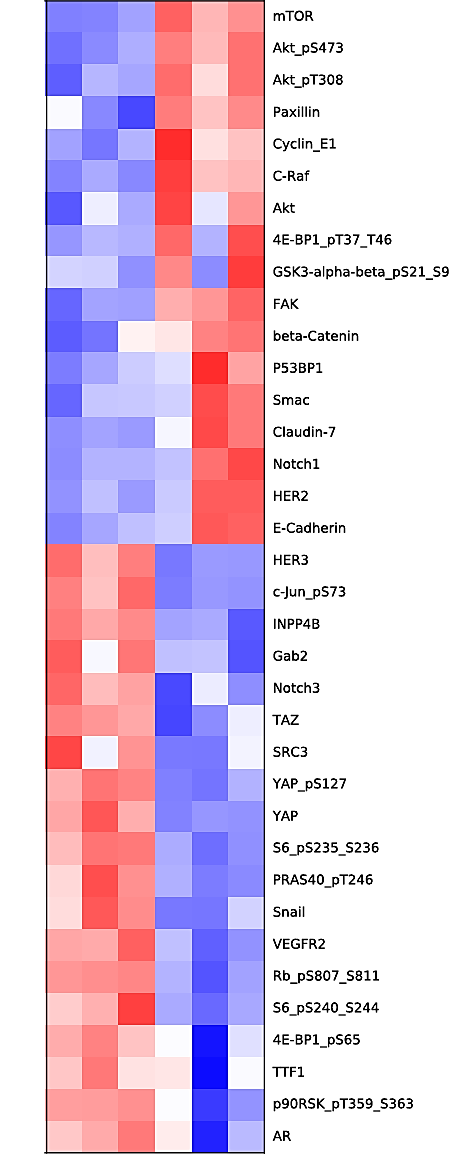 mTOR
Akt_pS473
Akt_pT308
Paxillin
Cyclin_E1
C-Raf
Akt
4E-BP1_pT37_T46
GSK3-alpha-beta_pS21_S9
FAK
beta-Catenin
P53BP1
Smac
Claudin-7
Notch1
HER2
E-Cadherin
HER3
c-Jun_pS73
INPP4B
Gab2
Notch3
TAZ
SRC3
YAP_pS127
YAP
S6_pS235_S236
PRAS40_pT246
Snail
VEGFR2
Rb_pS807_S811
S6_pS240_S244
4E-BP1_pS65
TTF1
p90RSK_pT359_S363
AR